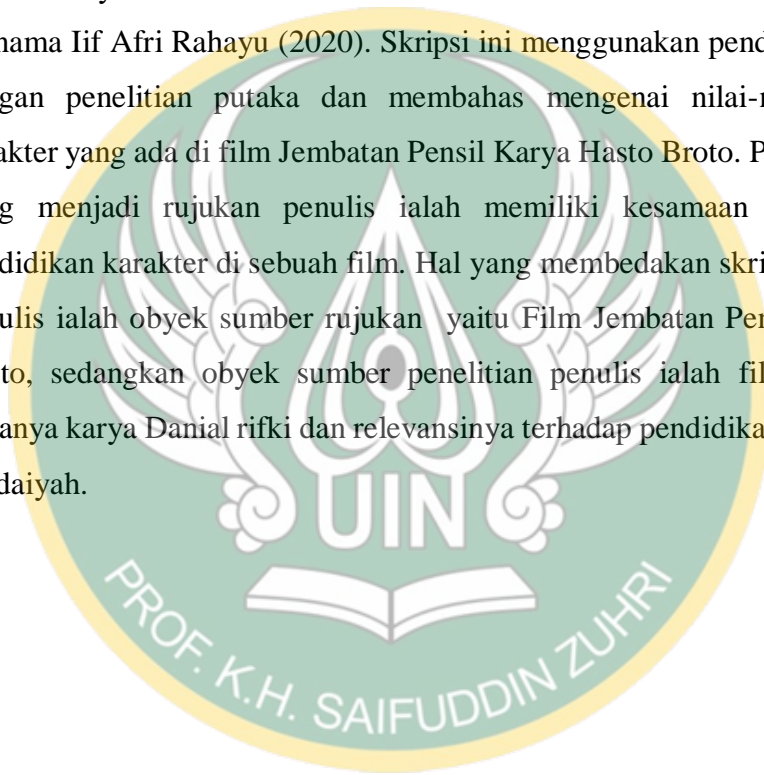 nama Iif Afri Rahayu (2020). Skripsi ini menggunakan pend
gan penelitian putaka dan membahas mengenai nilai-n
akter yang ada di film Jembatan Pensil Karya Hasto Broto. P
g menjadi rujukan penulis ialah memiliki kesamaan
didikan karakter di sebuah film. Hal yang membedakan skri
ulis ialah obyek sumber rujukan yaitu Film Jembatan Pen
to, sedangkan obyek sumber penelitian penulis ialah fil
anya karya Danial rifki dan relevansinya terhadap pendidika
daiyah.
UIN
PROF. K.H. SAIFUDDIN ZUHRI